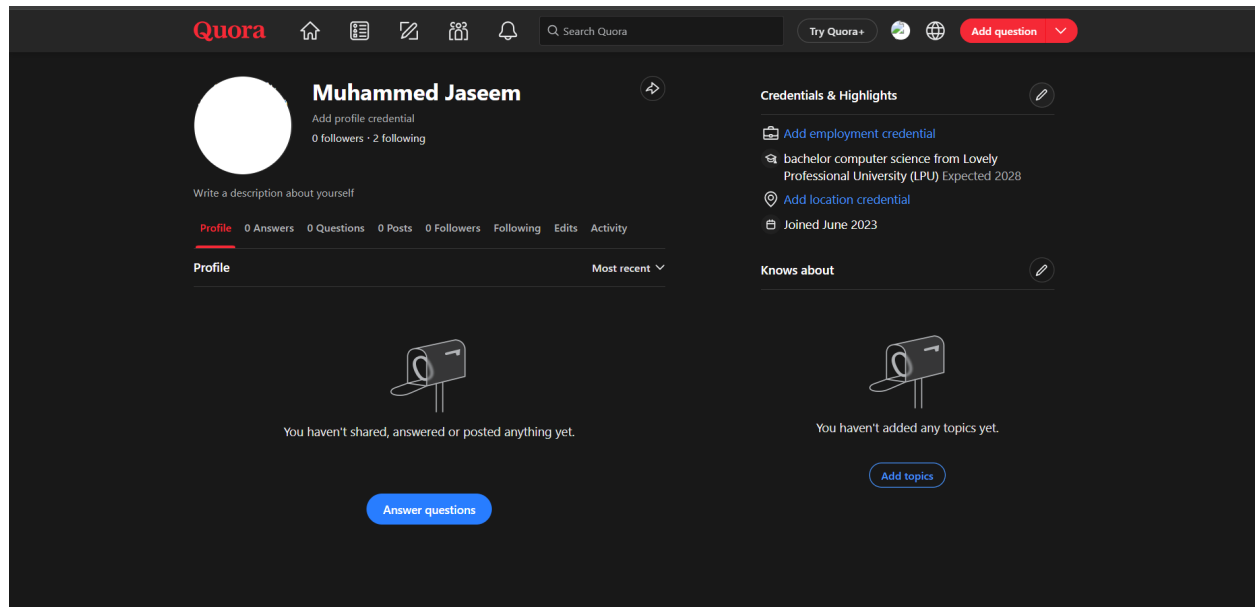 Quora
Search Quora
Try Quora+
Add question
Muhammed Jaseem
Add profile credential
0 followers · 2 following
Write a description about yourself
Profile 0 Answers 0 Questions 0 Posts 0 Followers Following Edits Activity
Profile
Most recent
You haven't shared, answered or posted anything yet.
Answer questions
Credentials & Highlights
Add employment credential
bachelor computer science from Lovely
Professional University (LPU) Expected 2028
Add location credential
Joined June 2023
Knows about
You haven't added any topics yet.
Add topics